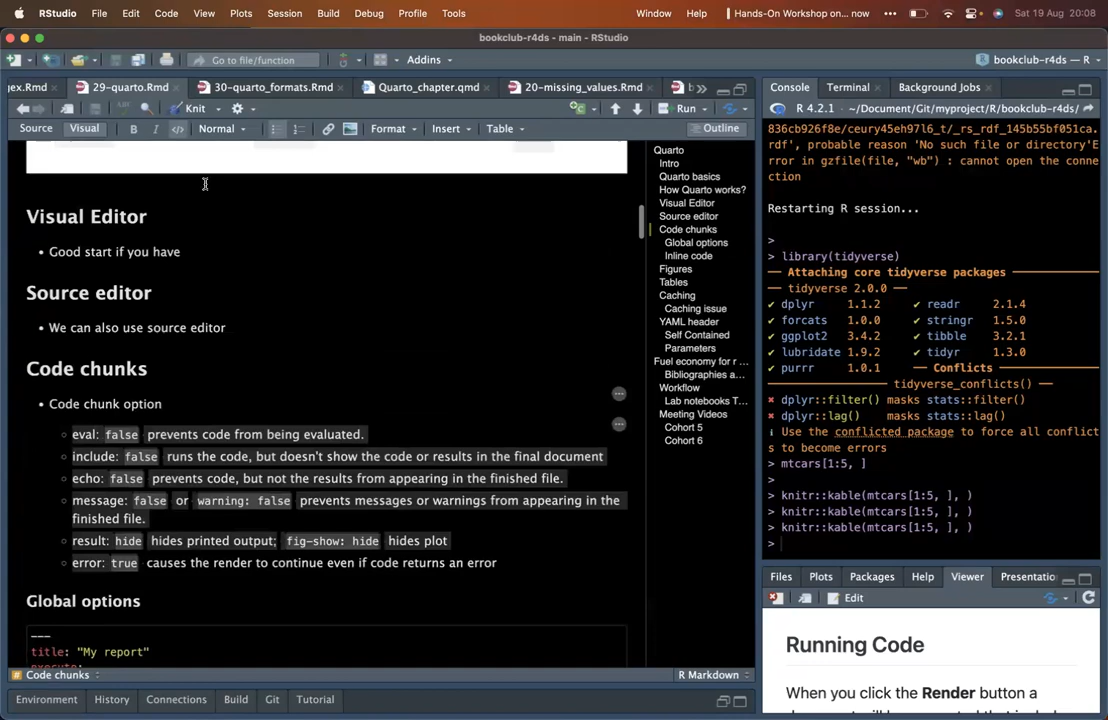 RStudio File Edit Code View Plots Session Build Debug Profile Tools Window Help Hands-On Workshop on... now Sat 19 Aug 20:08
bookclub-r4ds - main - RStudio
Go to file/function Addins bookclub-r4ds — R
gex.Rmd 29-quarto.Rmd 30-quarto_formats.Rmd Quarto_chapter.qmd 20-missing_values.Rmd b
Knit Run
Source Visual B I </> Normal Format Insert Table Outline
Visual Editor
• Good start if you have
Source editor
• We can also use source editor
Code chunks
• Code chunk option
eval: false prevents code from being evaluated.
include: false runs the code, but doesn't show the code or results in the final document
echo: false prevents code, but not the results from appearing in the finished file.
message: false or warning: false prevents messages or warnings from appearing in the
finished file.
result: hide hides printed output; fig-show: hide hides plot
error: true causes the render to continue even if code returns an error
Global options
---
title: "My report"
execute:
Code chunks R Markdown
Quarto
Intro
Quarto basics
How Quarto works?
Visual Editor
Source editor
Code chunks
Global options
Inline code
Figures
Tables
Caching
Caching issue
YAML header
Self Contained
Parameters
Fuel economy for r ...
Bibliographies a...
Workflow
Lab notebooks T...
Meeting Videos
Cohort 5
Cohort 6
Environment History Connections Build Git Tutorial
Console Terminal Background Jobs
R 4.2.1 · ~/Document/Git/myproject/R/bookclub-r4ds/
836cb926f8e/ceury45eh97l6_t/_rs_rdf_145b55bf051ca.
rdf', probable reason 'No such file or directory'E
rror in gzfile(file, "wb") : cannot open the conne
ction
Restarting R session...
>
> library(tidyverse)
── Attaching core tidyverse packages ──
── tidyverse 2.0.0 ──
✔ dplyr 1.1.2 ✔ readr 2.1.4
✔ forcats 1.0.0 ✔ stringr 1.5.0
✔ ggplot2 3.4.2 ✔ tibble 3.2.1
✔ lubridate 1.9.2 ✔ tidyr 1.3.0
✔ purrr 1.0.1 ── Conflicts
── tidyverse_conflicts() ──
✖ dplyr::filter() masks stats::filter()
✖ dplyr::lag() masks stats::lag()
ℹ Use the conflicted package to force all conflict
s to become errors
> mtcars[1:5, ]
>
> knitr::kable(mtcars[1:5, ], )
> knitr::kable(mtcars[1:5, ], )
> knitr::kable(mtcars[1:5, ], )
>
Files Plots Packages Help Viewer Presentatio
Edit
Running Code
When you click the Render button a